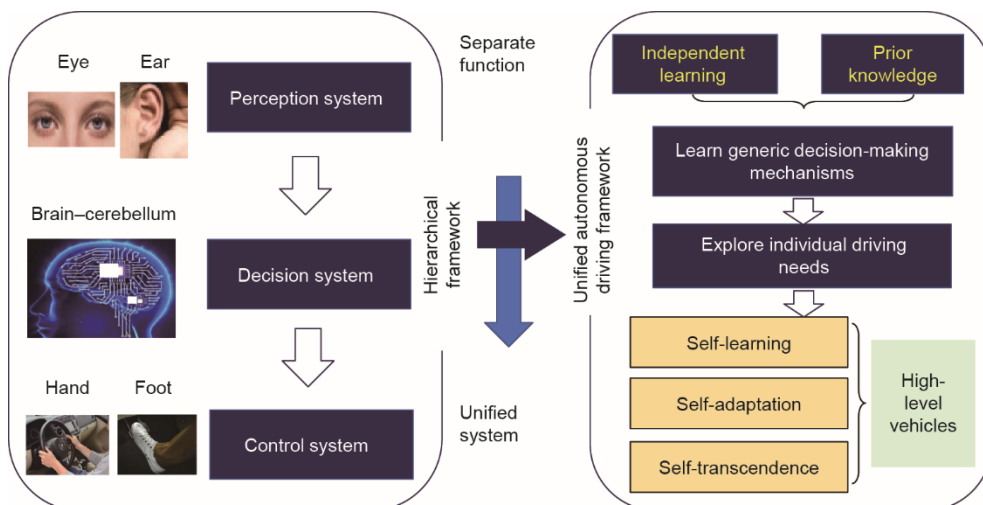 Eye
Ear
Perception system
Brain–cerebellum
Decision system
Hand
Foot
Control system
Hierarchical
framework
Separate
function
Unified
system
Unified autonomous
driving framework
Independent
learning
Prior
knowledge
Learn generic decision-making
mechanisms
Explore individual driving
needs
Self-learning
Self-adaptation
Self-transcendence
High-
level
vehicles